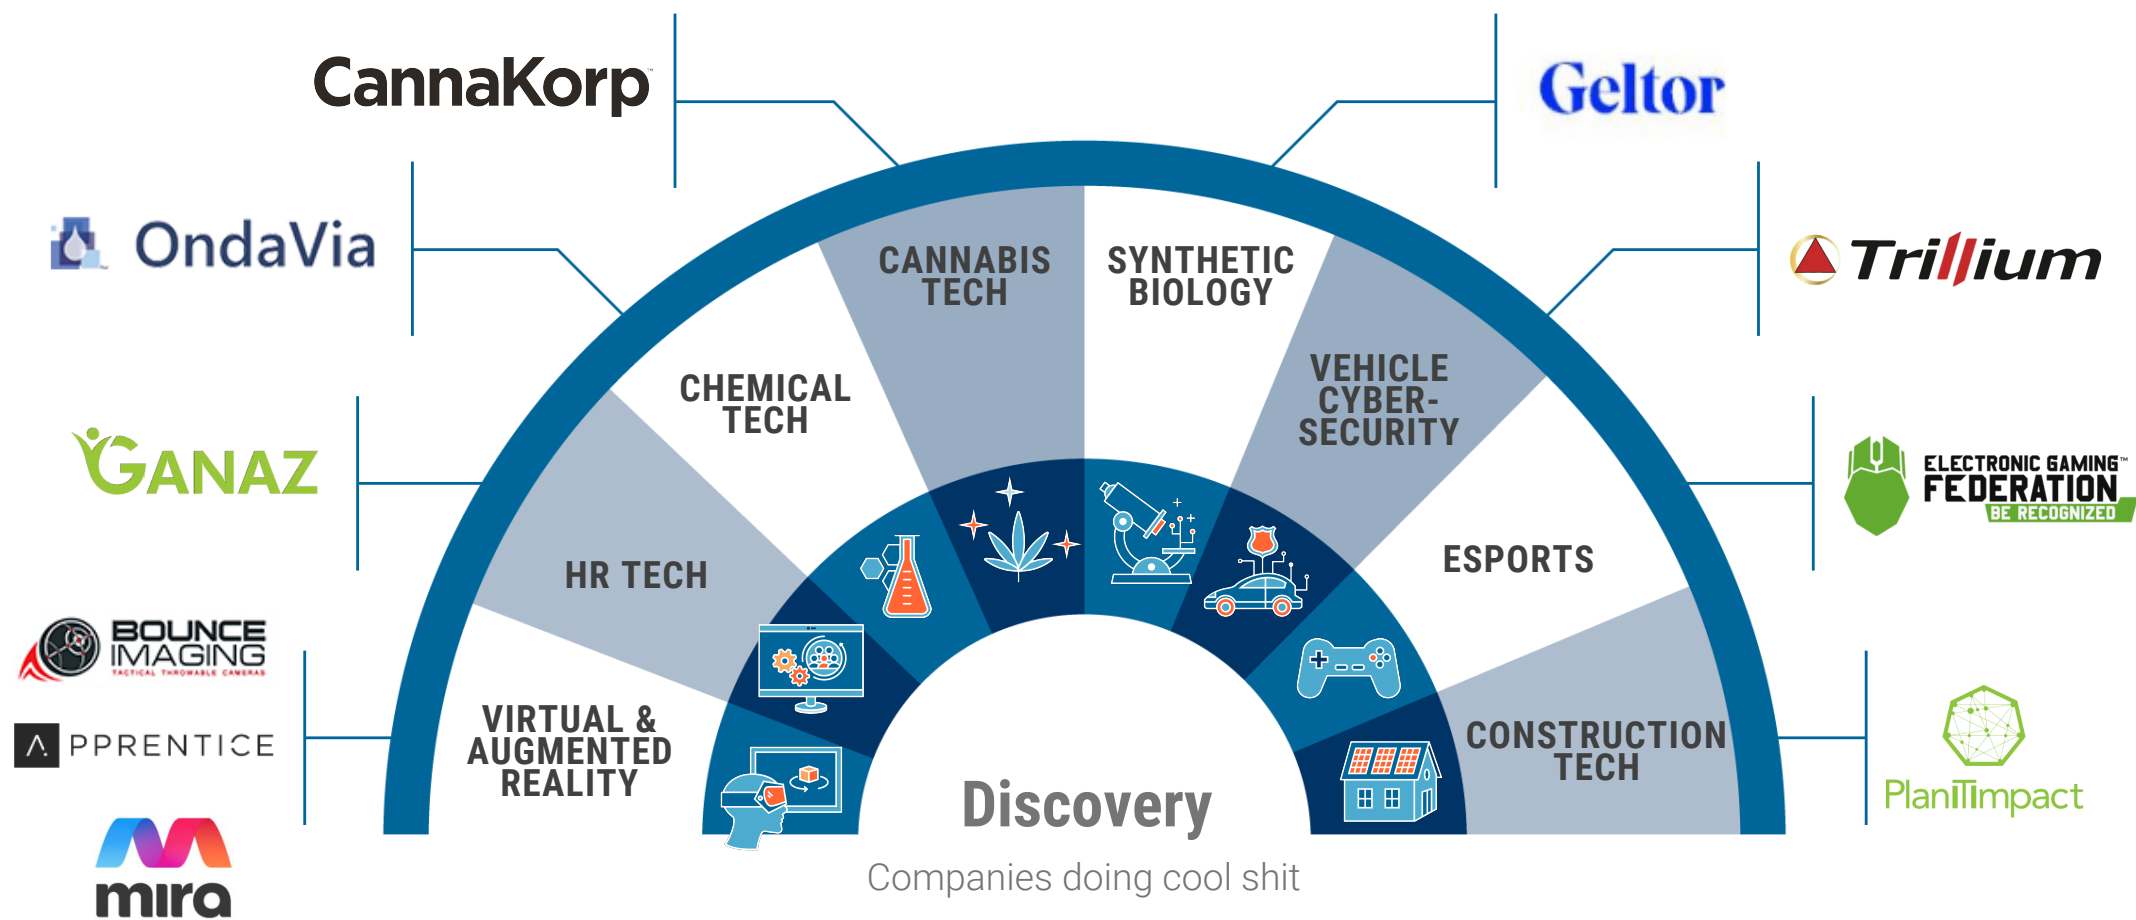 CannaKorp
Geltor
OndaVia
Trillium
CANNABIS
TECH
SYNTHETIC
BIOLOGY
VEHICLE
CYBER-
SECURITY
CHEMICAL
TECH
GANAZ
ELECTRONIC GAMING™
FEDERATION
BE RECOGNIZED
HR TECH
ESPORTS
BOUNCE
IMAGING
TACTICAL THROWABLE CAMERAS
APPRENTICE
mira
VIRTUAL &
AUGMENTED
REALITY
CONSTRUCTION
TECH
PlanITImpact
Discovery
Companies doing cool shit